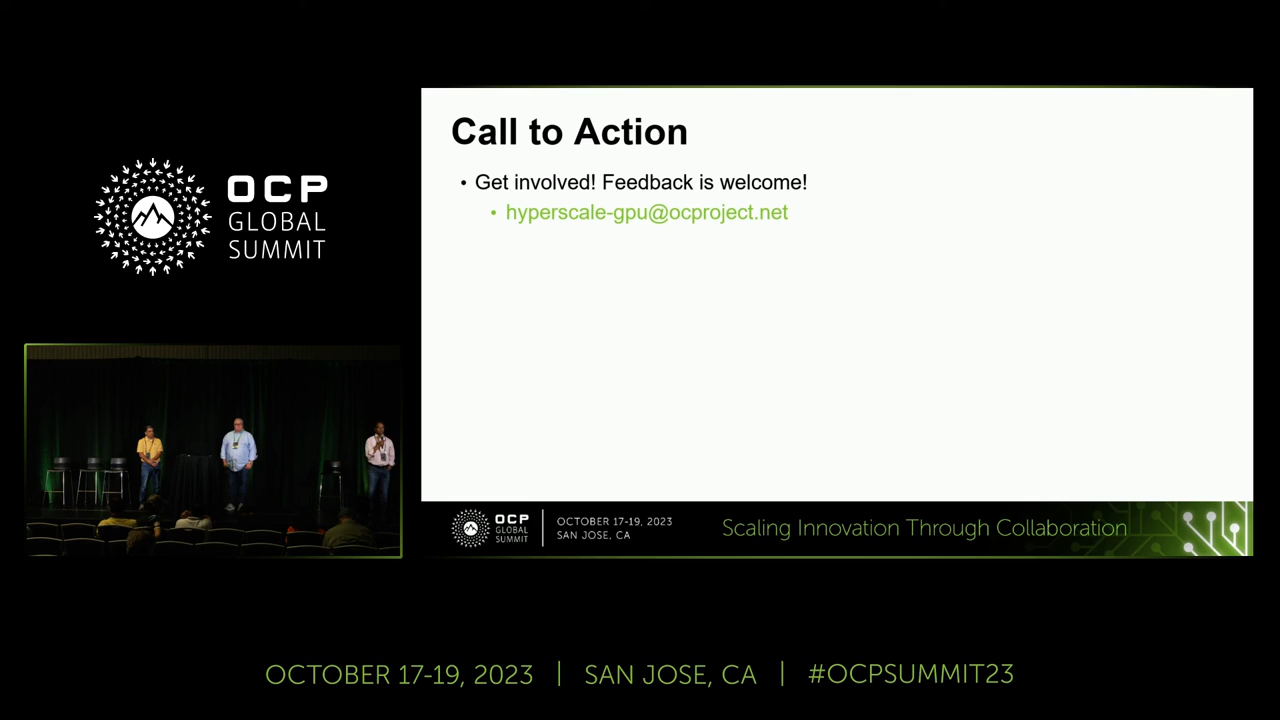 OCP
GLOBAL
SUMMIT
Call to Action
• Get involved! Feedback is welcome!
• hyperscale-gpu@ocproject.net
OCP
GLOBAL
SUMMIT
OCTOBER 17-19, 2023
SAN JOSE, CA
Scaling Innovation Through Collaboration
OCTOBER 17-19, 2023 | SAN JOSE, CA | #OCPSUMMIT23